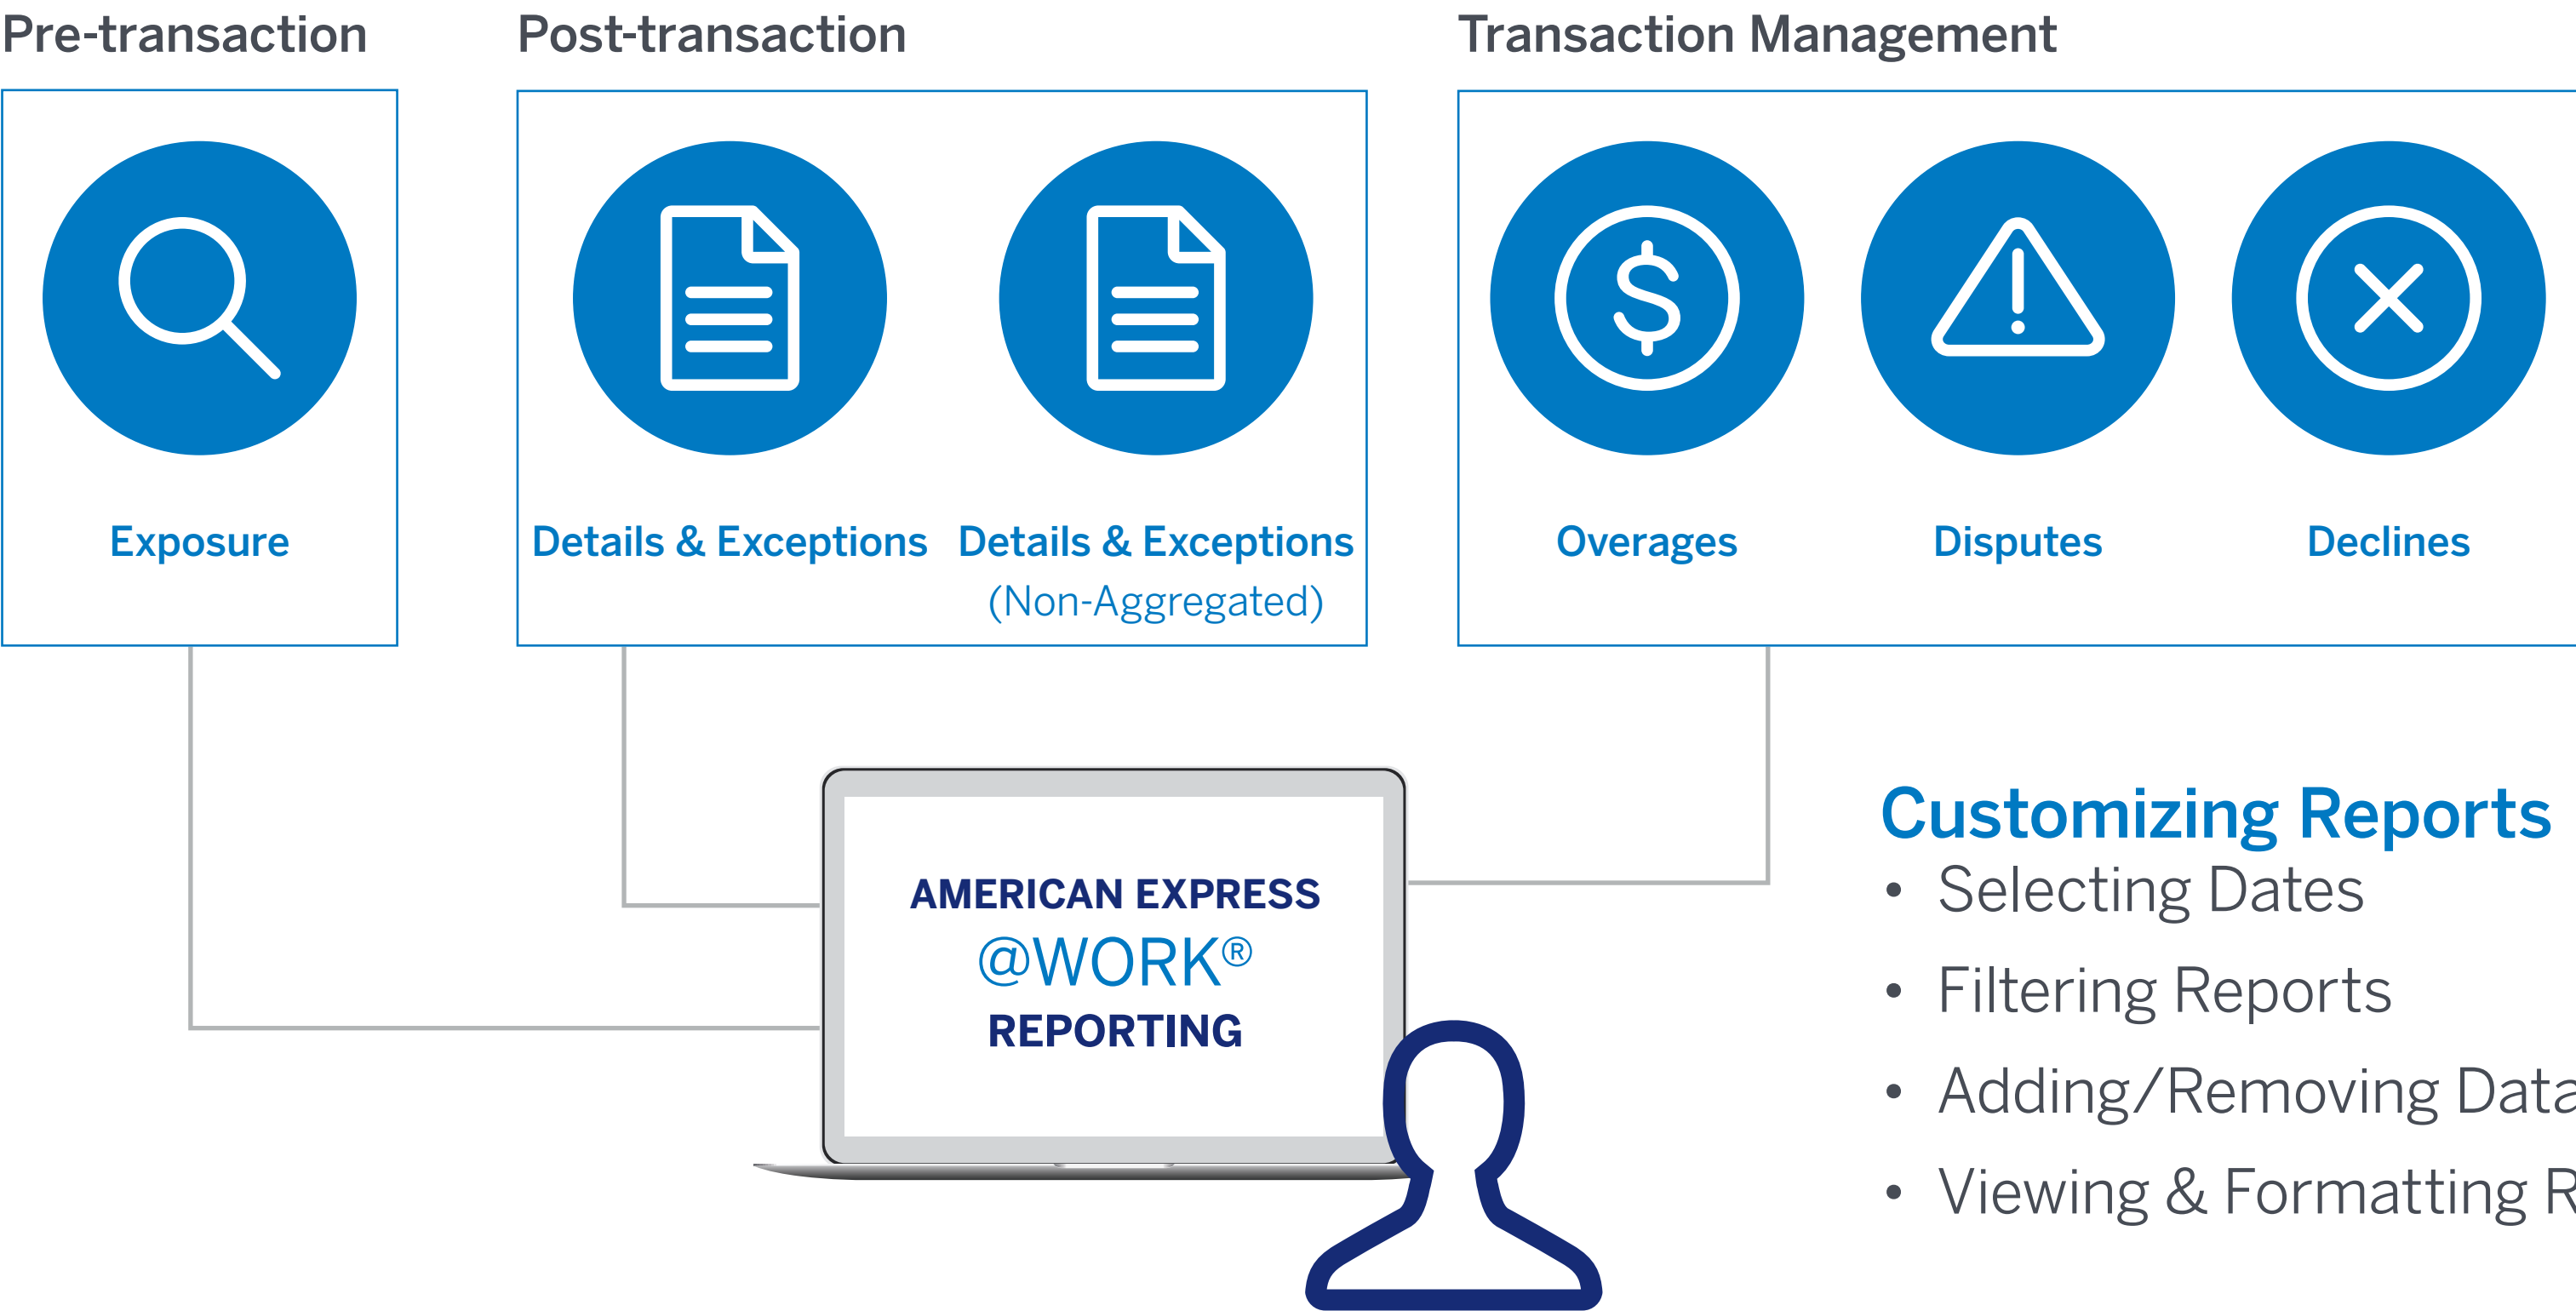 Pre-transaction
Post-transaction
Transaction Management
Exposure
Details & Exceptions
Details & Exceptions
(Non-Aggregated)
Overages
Disputes
Declines
AMERICAN EXPRESS
@WORK®
REPORTING
Customizing Reports
• Selecting Dates
• Filtering Reports
• Adding/Removing Data
• Viewing & Formatting